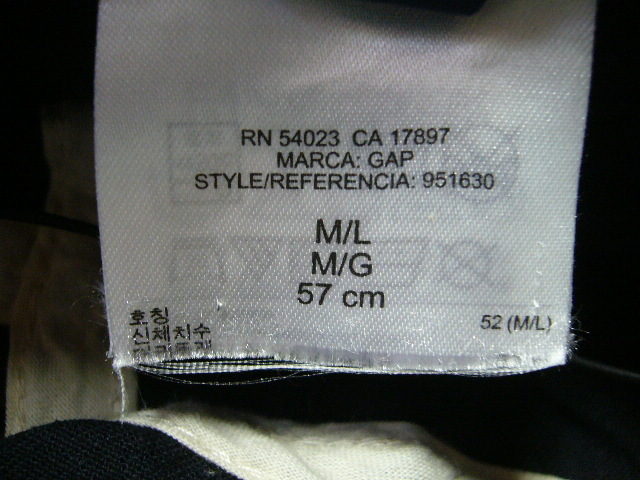 RN 54023 CA 17897
MARCA: GAP
STYLE/REFERENCIA: 951630
M/L
M/G
57 cm
호칭
신체치수
52 (M/L)